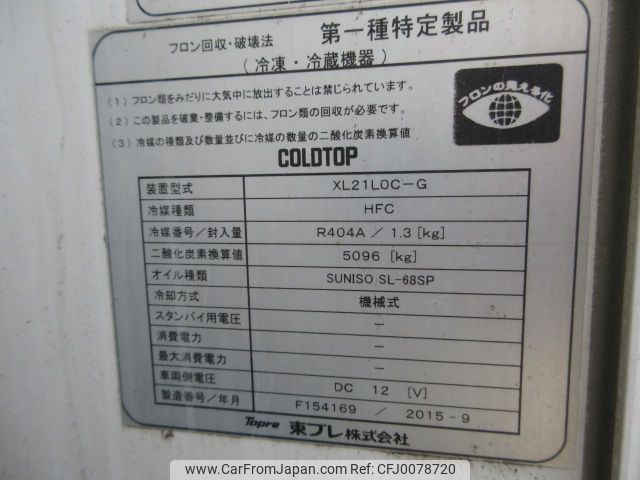 フロン回収・破壊法 第一種特定製品
(冷凍・冷蔵機器)
(1) フロン類をみだりに大気中に放出することは禁じられています。
(2) この製品を廃棄・整備するには、フロン類の回収が必要です。
(3) 冷媒の種類及び数量並びに冷媒の数量の二酸化炭素換算値
フロンの見える化
COLDTOP
装置型式 XL21LOC-G
冷媒種類 HFC
冷媒番号/封入量 R404A / 1.3 [kg]
二酸化炭素換算値 5096 [kg]
オイル種類 SUNISO SL-68SP
冷却方式 機械式
スタンバイ用電圧 -
消費電力 -
最大消費電力 -
車両側電圧 DC 12 [V]
製造番号/年月 F154169 / 2015-9
Topre 東プレ株式会社
www.CarFromJapan.com | ID: CFJ0078720